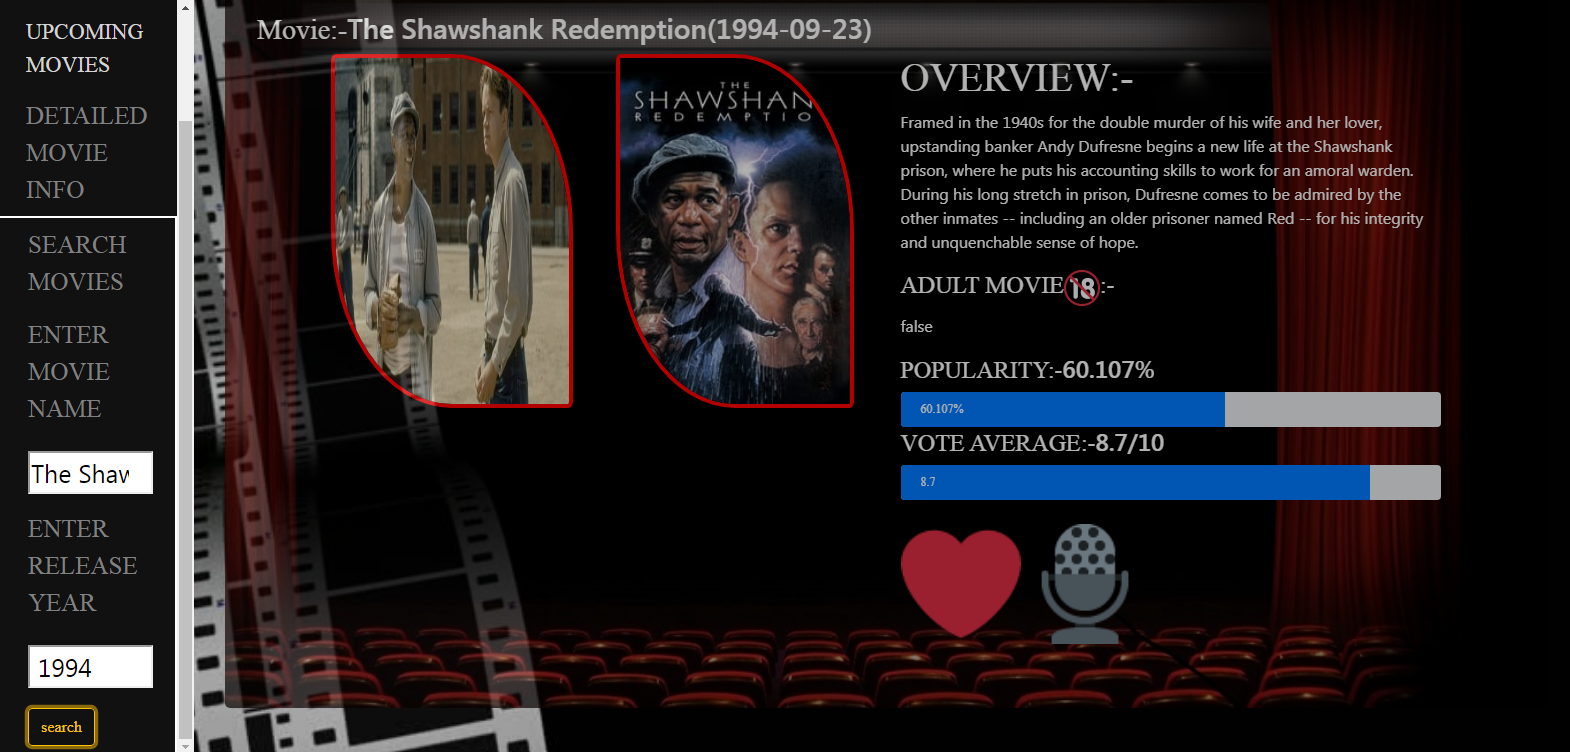 UPCOMING
MOVIES
DETAILED
MOVIE
INFO
SEARCH
MOVIES
ENTER
MOVIE
NAME
The Shaw
ENTER
RELEASE
YEAR
1994
search
Movie:-The Shawshank Redemption(1994-09-23)
THE
SHAWSHAN
REDEMPTIO
OVERVIEW:-
Framed in the 1940s for the double murder of his wife and her lover,
upstanding banker Andy Dufresne begins a new life at the Shawshank
prison, where he puts his accounting skills to work for an amoral warden.
During his long stretch in prison, Dufresne comes to be admired by the
other inmates -- including an older prisoner named Red -- for his integrity
and unquenchable sense of hope.
ADULT MOVIE18:-
false
POPULARITY:-60.107%
60.107%
VOTE AVERAGE:-8.7/10
8.7